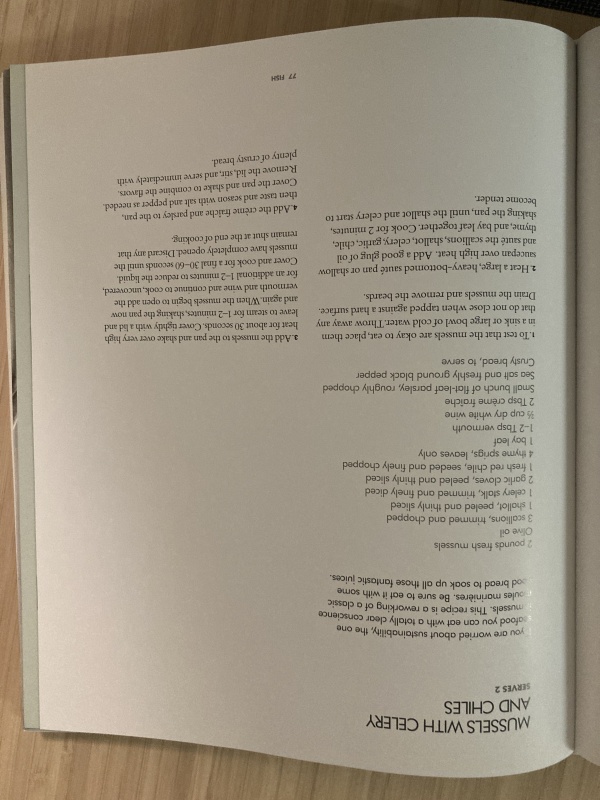 MUSSELS WITH CELERY
AND CHILES
SERVES 2
you are worried about sustainability, the one
seafood you can eat with a totally clear conscience
mussels. This recipe is a reworking of a classic
moules marinières. Be sure to eat it with some
good bread to soak up all those fantastic juices.
2 pounds fresh mussels
Olive oil
3 scallions, trimmed and chopped
1 shallot, peeled and thinly sliced
1 celery stalk, trimmed and finely diced
2 garlic cloves, peeled and thinly sliced
1 fresh red chile, seeded and finely chopped
4 thyme sprigs, leaves only
1 bay leaf
1–2 Tbsp vermouth
⅔ cup dry white wine
2 Tbsp crème fraîche
Small bunch of flat-leaf parsley, roughly chopped
Sea salt and freshly ground black pepper
Crusty bread, to serve
1. To test that the mussels are okay to eat, place them
in a sink or large bowl of cold water. Throw away any
that do not close when tapped against a hard surface.
Drain the mussels and remove the beards.
2. Heat a large, heavy-bottomed sauté pan or shallow
saucepan over high heat. Add a good glug of oil
and sauté the scallions, shallot, celery, garlic, chile,
thyme, and bay leaf together. Cook for 2 minutes,
shaking the pan, until the shallot and celery start to
become tender.
3. Add the mussels to the pan and shake over very high
heat for about 30 seconds. Cover tightly with a lid and
leave to steam for 1–2 minutes, shaking the pan now
and again. When the mussels begin to open add the
vermouth and wine and continue to cook, uncovered,
for an additional 1–2 minutes to reduce the liquid.
Cover and cook for a final 30–60 seconds until the
mussels have completely opened. Discard any that
remain shut at the end of cooking.
4. Add the crème fraîche and parsley to the pan,
then taste and season with salt and pepper as needed.
Cover the pan and shake to combine the flavors.
Remove the lid, stir, and serve immediately with
plenty of crusty bread.
77 FISH